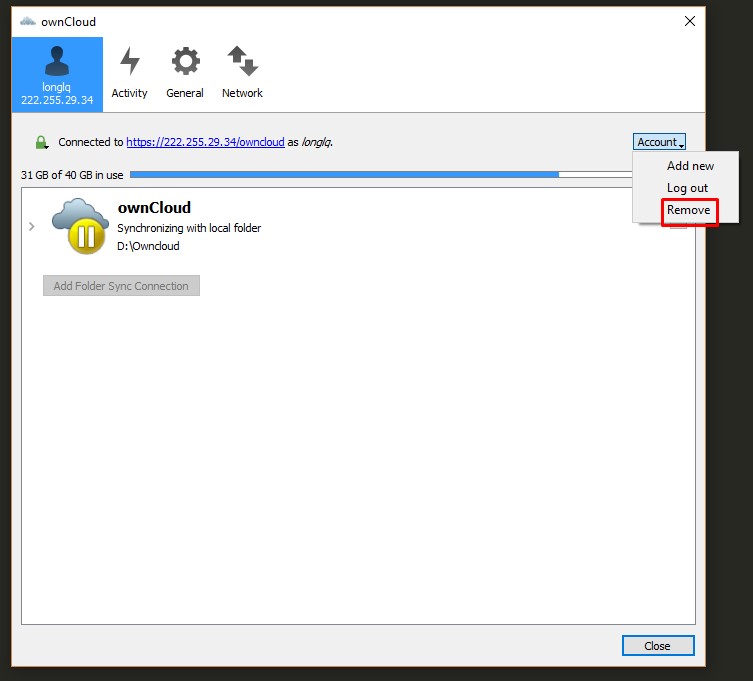 ownCloud
longlq
222.255.29.34
Activity
General
Network
Connected to https://222.255.29.34/owncloud as longlq.
Account
Add new
Log out
Remove
31 GB of 40 GB in use
ownCloud
Synchronizing with local folder
D:\Owncloud
Add Folder Sync Connection
Close